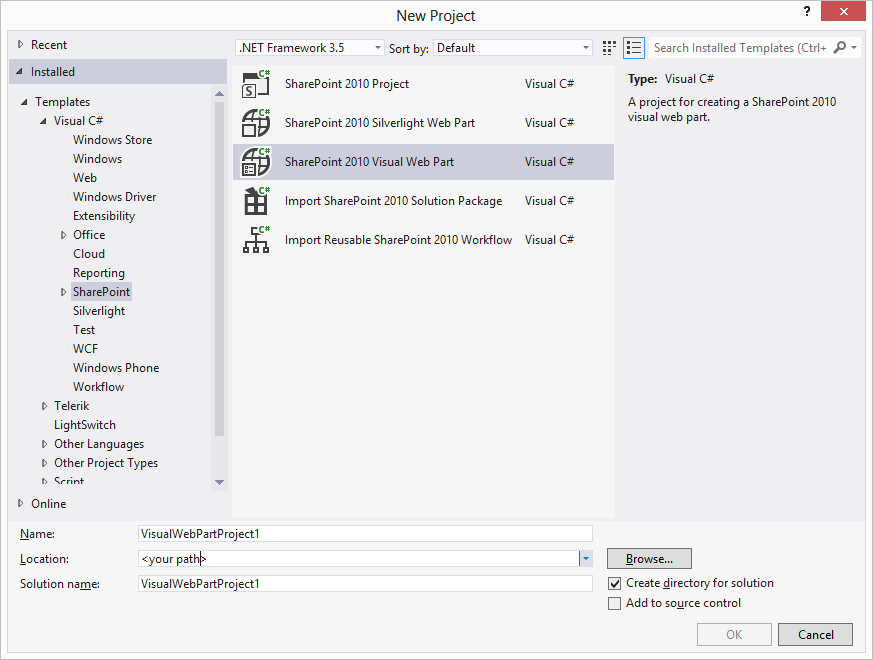 New Project
?
Recent
Installed
Templates
Visual C#
Windows Store
Windows
Web
Windows Driver
Extensibility
Office
Cloud
Reporting
SharePoint
Silverlight
Test
WCF
Windows Phone
Workflow
Telerik
LightSwitch
Other Languages
Other Project Types
Script
Online
.NET Framework 3.5 Sort by: Default
Search Installed Templates (Ctrl+
C# SharePoint 2010 Project Visual C#
C# SharePoint 2010 Silverlight Web Part Visual C#
C# SharePoint 2010 Visual Web Part Visual C#
C# Import SharePoint 2010 Solution Package Visual C#
C# Import Reusable SharePoint 2010 Workflow Visual C#
Type: Visual C#
A project for creating a SharePoint 2010
visual web part.
Name: VisualWebPartProject1
Location: <your path> Browse...
Solution name: VisualWebPartProject1
Create directory for solution
Add to source control
OK Cancel